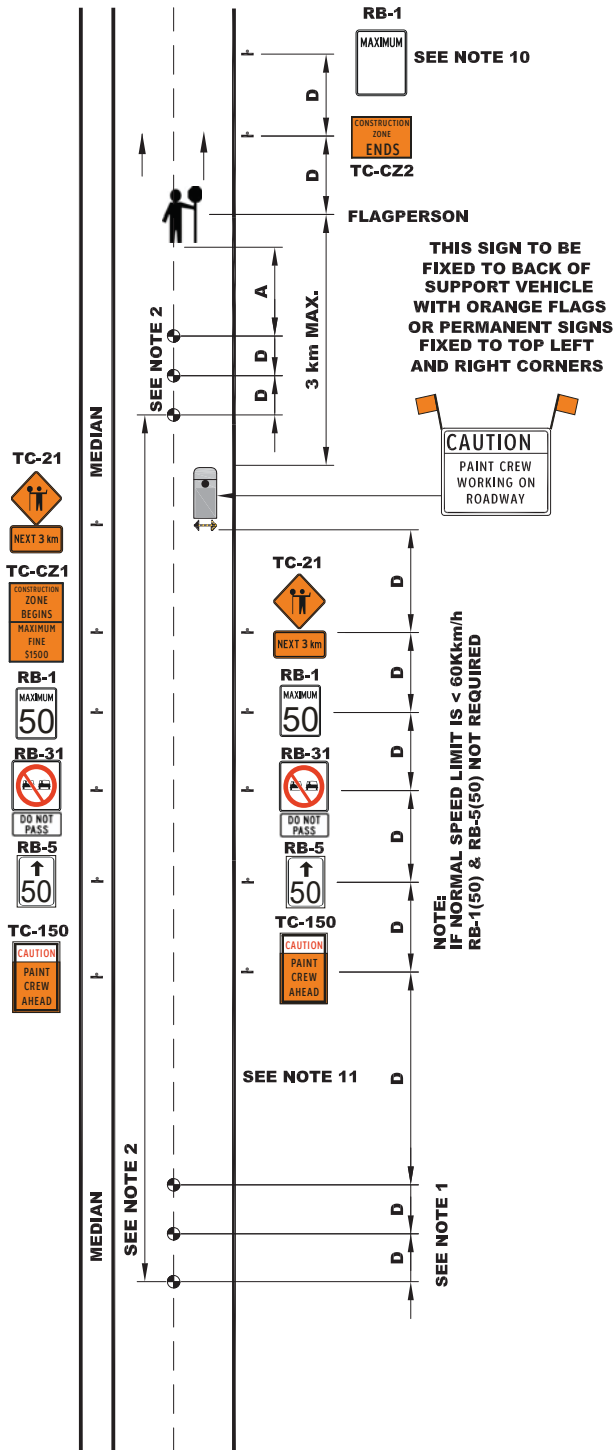 RB-1
MAXIMUM
SEE NOTE 10
D
CONSTRUCTION
ZONE
ENDS
TC-CZ2
D
FLAGPERSON
THIS SIGN TO BE
FIXED TO BACK OF
SUPPORT VEHICLE
WITH ORANGE FLAGS
OR PERMANENT SIGNS
FIXED TO TOP LEFT
AND RIGHT CORNERS
A
3 km MAX.
SEE NOTE 2
D
D
MEDIAN
CAUTION
PAINT CREW
WORKING ON
ROADWAY
TC-21
NEXT 3 km
TC-CZ1
CONSTRUCTION
ZONE
BEGINS
MAXIMUM
FINE
$1500
RB-1
MAXIMUM
50
RB-31
DO NOT
PASS
RB-5
50
TC-150
CAUTION
PAINT
CREW
AHEAD
TC-21
NEXT 3 km
RB-1
MAXIMUM
50
RB-31
DO NOT
PASS
RB-5
50
TC-150
CAUTION
PAINT
CREW
AHEAD
D
D
D
D
D
NOTE:
IF NORMAL SPEED LIMIT IS < 60Kkm/h
RB-1(50) & RB-5(50) NOT REQUIRED
SEE NOTE 11
D
MEDIAN
SEE NOTE 2
D
D
SEE NOTE 1